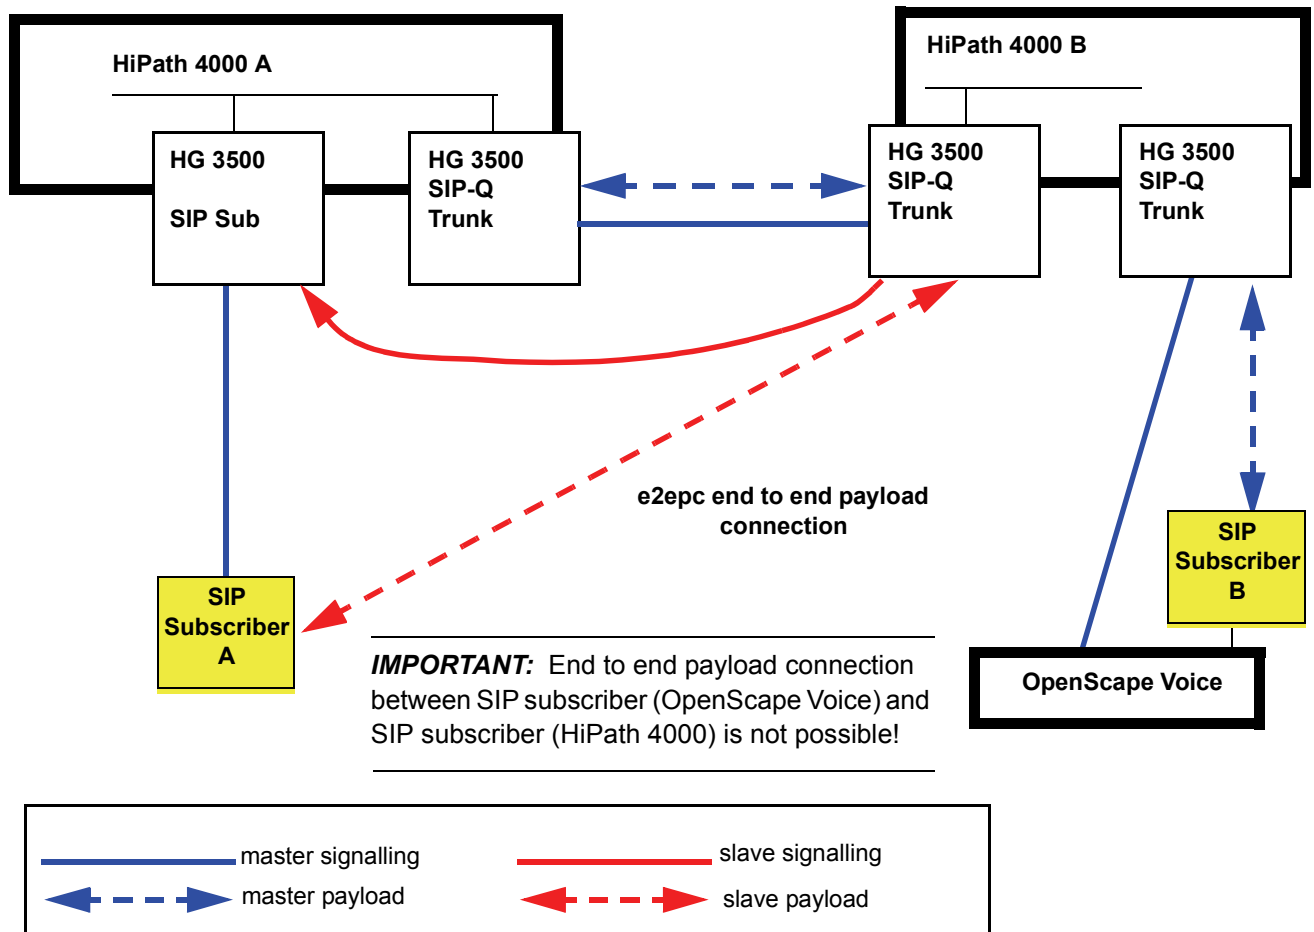 HiPath 4000 A
HiPath 4000 B
HG 3500
SIP Sub
HG 3500
SIP-Q
Trunk
HG 3500
SIP-Q
Trunk
HG 3500
SIP-Q
Trunk
e2epc end to end payload
connection
SIP
Subscriber
A
SIP
Subscriber
B
OpenScape Voice
IMPORTANT: End to end payload connection
between SIP subscriber (OpenScape Voice) and
SIP subscriber (HiPath 4000) is not possible!
master signalling
slave signalling
master payload
slave payload